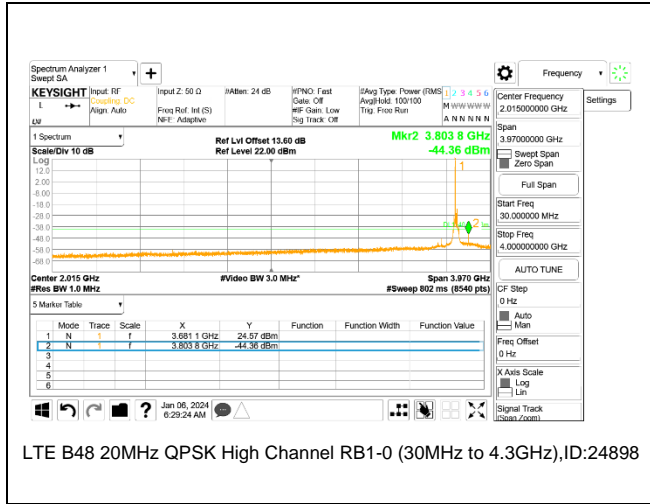 Spectrum Analyzer 1
Swept SA
Frequency
KEYSIGHT
Input: RF
Coupling: DC
Align: Auto
Input Z: 50 Ω
Freq Ref: Int (S)
NFE: Adaptive
#Atten: 24 dB
#PNO: Fast
Gate: Off
#IF Gain: Low
Sig Track: Off
#Avg Type: Power (RMS
Avg|Hold: 100/100
Trig: Free Run
1 2 3 4 5 6
M W W W W W
A N N N N N
L
Center Frequency
2.015000000 GHz
Settings
Span
3.97000000 GHz
Swept Span
Zero Span
Full Span
Start Freq
30.000000 MHz
Stop Freq
4.000000000 GHz
AUTO TUNE
CF Step
0 Hz
Auto
Man
Freq Offset
0 Hz
X Axis Scale
Log
Lin
Signal Track
(Span Zoom)
1 Spectrum
Scale/Div 10 dB
Ref Lvl Offset 13.60 dB
Ref Level 22.00 dBm
Mkr2 3.803 8 GHz
-44.36 dBm
Log
12.0
2.00
-8.00
-18.0
-28.0
-38.0
-48.0
-58.0
-68.0
1
2
Center 2.015 GHz
#Res BW 1.0 MHz
#Video BW 3.0 MHz*
Span 3.970 GHz
#Sweep 802 ms (8540 pts)
5 Marker Table
Mode Trace Scale X Y Function Function Width Function Value
1 N 1 f 3.681 1 GHz 24.57 dBm
2 N 1 f 3.803 8 GHz -44.36 dBm
3
4
5
6
?
Jan 06, 2024
6:29:24 AM
LTE B48 20MHz QPSK High Channel RB1-0 (30MHz to 4.3GHz),ID:24898